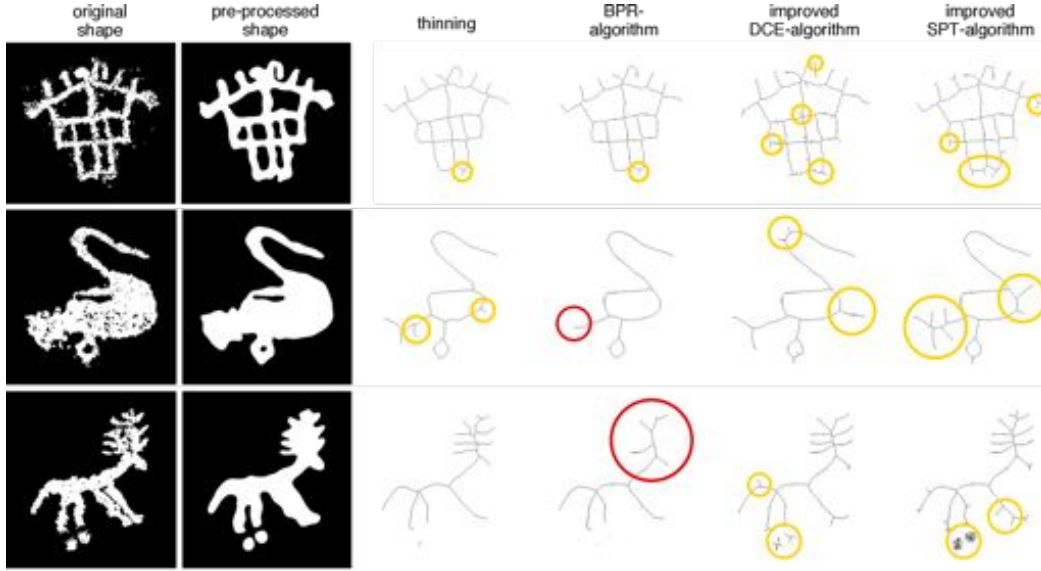 original
shape
pre-processed
shape
thinning
BPR-
algorithm
improved
DCE-algorithm
improved
SPT-algorithm